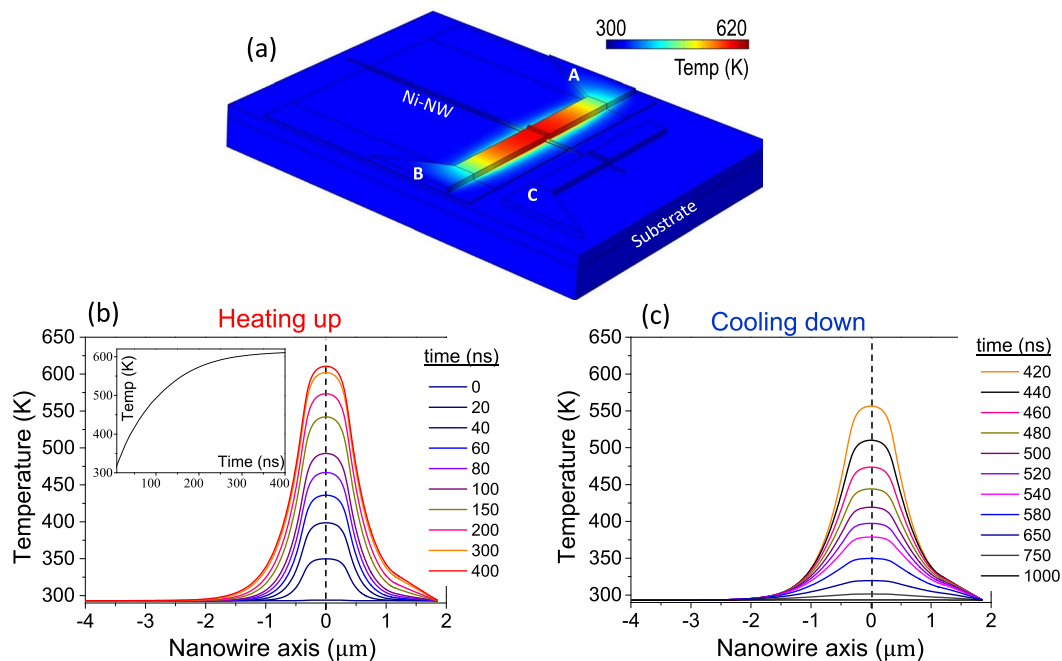 (a)
300 620
Temp (K)
A
Ni-NW
B
C
Substrate
(b)
Heating up
Temperature (K)
650
600
550
500
450
400
350
300
-4 -3 -2 -1 0 1 2
Nanowire axis (μm)
Temp (K)
600
500
400
300
100 200 300 400
Time (ns)
time (ns)
0
20
40
60
80
100
150
200
300
400
(c)
Cooling down
Temperature (K)
650
600
550
500
450
400
350
300
-4 -3 -2 -1 0 1 2
Nanowire axis (μm)
time (ns)
420
440
460
480
500
520
540
580
650
750
1000